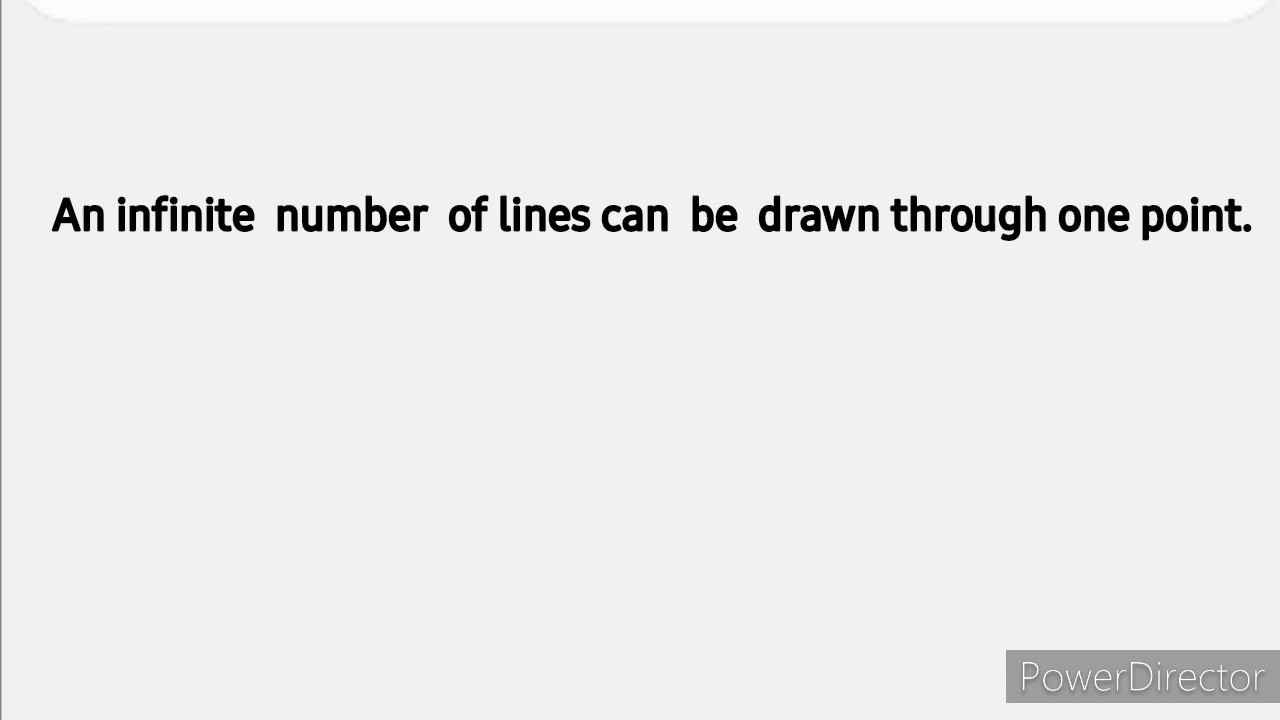 An infinite number of lines can be drawn through one point.
PowerDirector